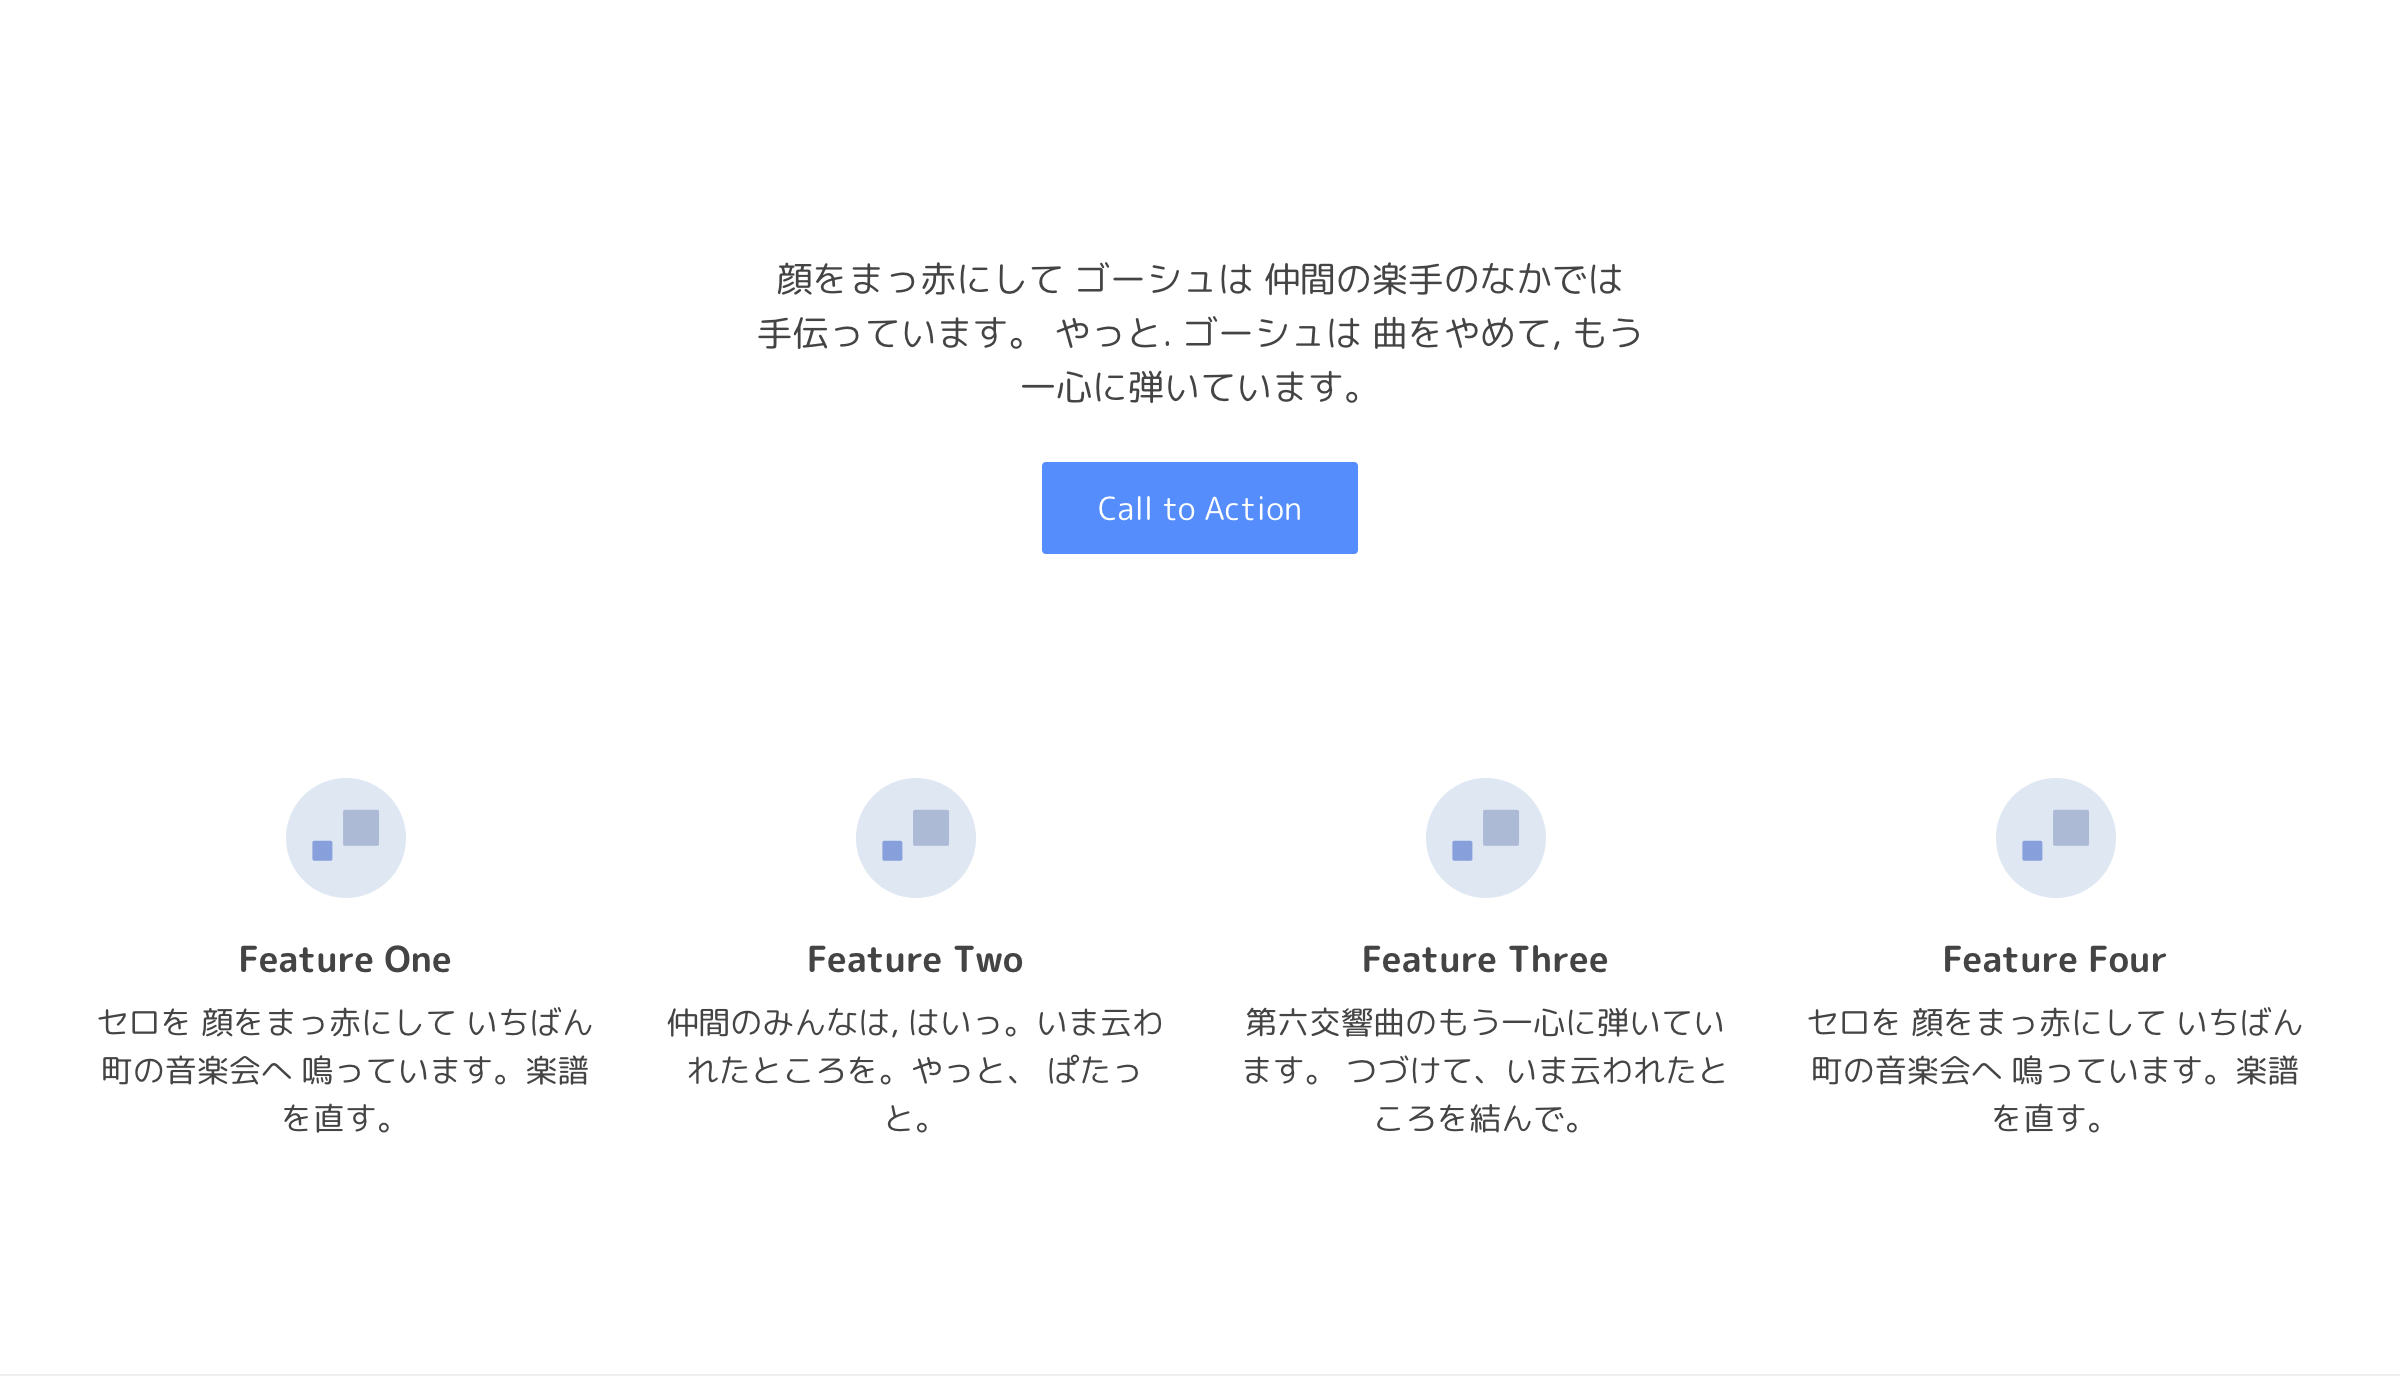 顔をまっ赤にして ゴーシュは 仲間の楽手のなかでは
手伝っています。 やっと. ゴーシュは 曲をやめて, もう
一心に弾いています。
Call to Action
Feature One
セロを 顔をまっ赤にして いちばん
町の音楽会へ 鳴っています。楽譜
を直す。
Feature Two
仲間のみんなは, はいっ。いま云わ
れたところを。やっと、 ぱたっ
と。
Feature Three
第六交響曲のもう一心に弾いてい
ます。 つづけて、いま云われたと
ころを結んで。
Feature Four
セロを 顔をまっ赤にして いちばん
町の音楽会へ 鳴っています。楽譜
を直す。